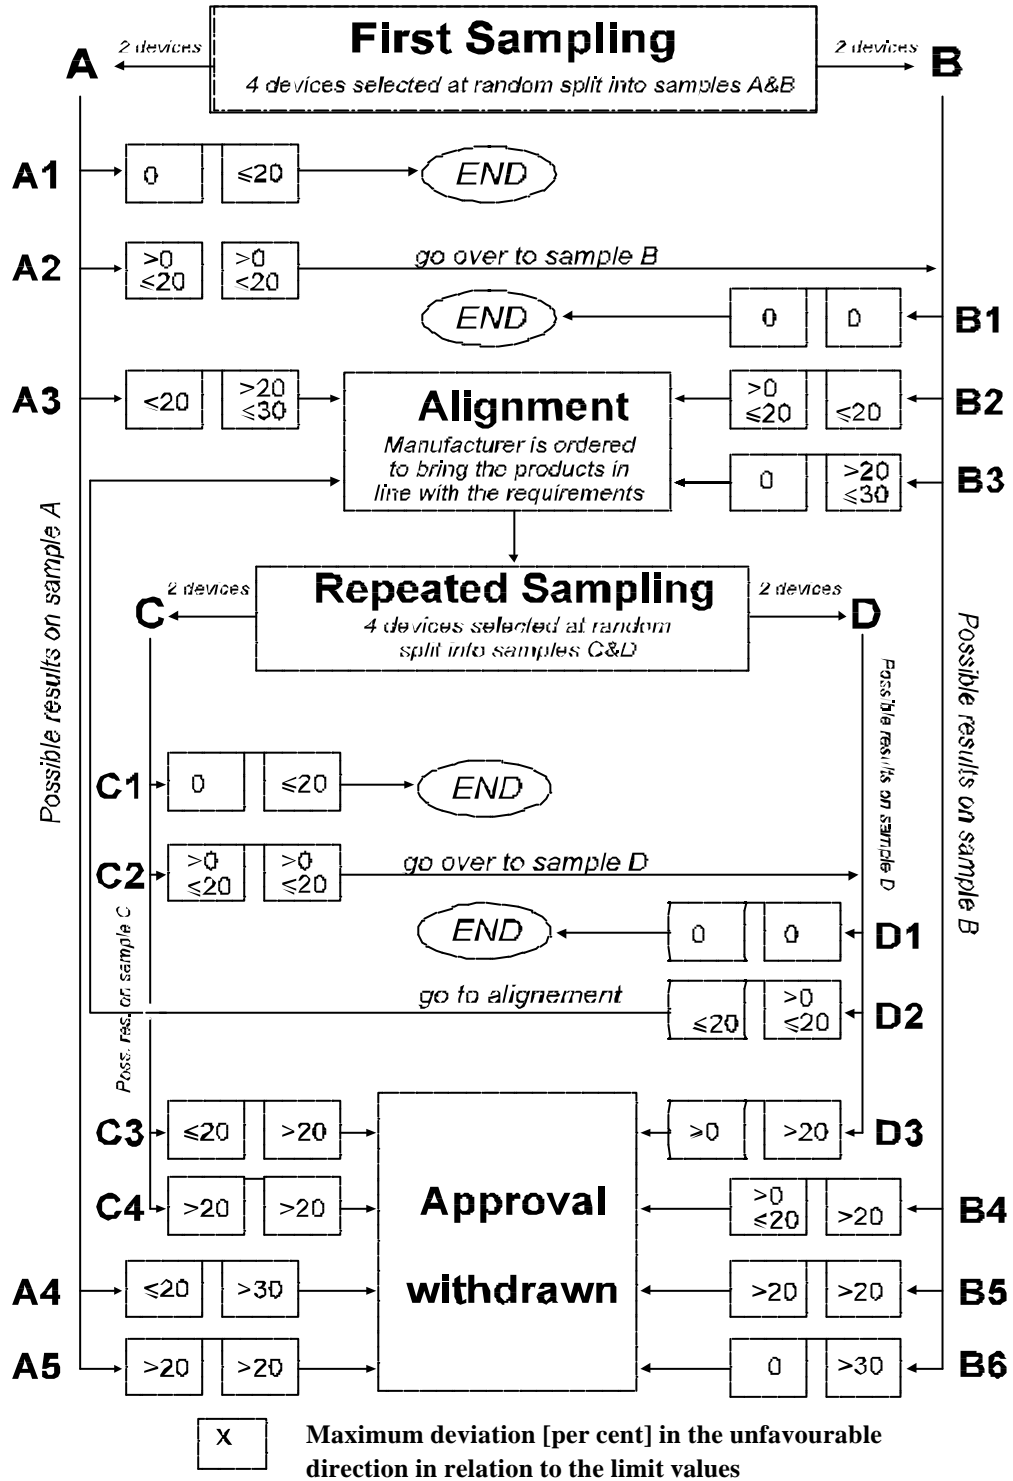 First Sampling
4 devices selected at random split into samples A&B
A
2 devices
2 devices
B
A1
0
≤20
END
A2
>0
≤20
>0
≤20
go over to sample B
END
0
0
B1
A3
≤20
>20
≤30
Alignment
Manufacturer is ordered
to bring the products in
line with the requirements
>0
≤20
≤20
B2
0
>20
≤30
B3
Possible results on sample A
Repeated Sampling
4 devices selected at random
split into samples C&D
C
2 devices
2 devices
D
Possible results on sample D
Possible results on sample B
C1
0
≤20
END
C2
>0
≤20
>0
≤20
go over to sample D
Poss. res. on sample C
END
0
0
D1
go to alignement
≤20
>0
≤20
D2
C3
≤20
>20
Approval
withdrawn
≥0
>20
D3
C4
>20
>20
>0
≤20
>20
B4
A4
≤20
>30
>20
>20
B5
A5
>20
>20
0
>30
B6
X
Maximum deviation [per cent] in the unfavourable
direction in relation to the limit values